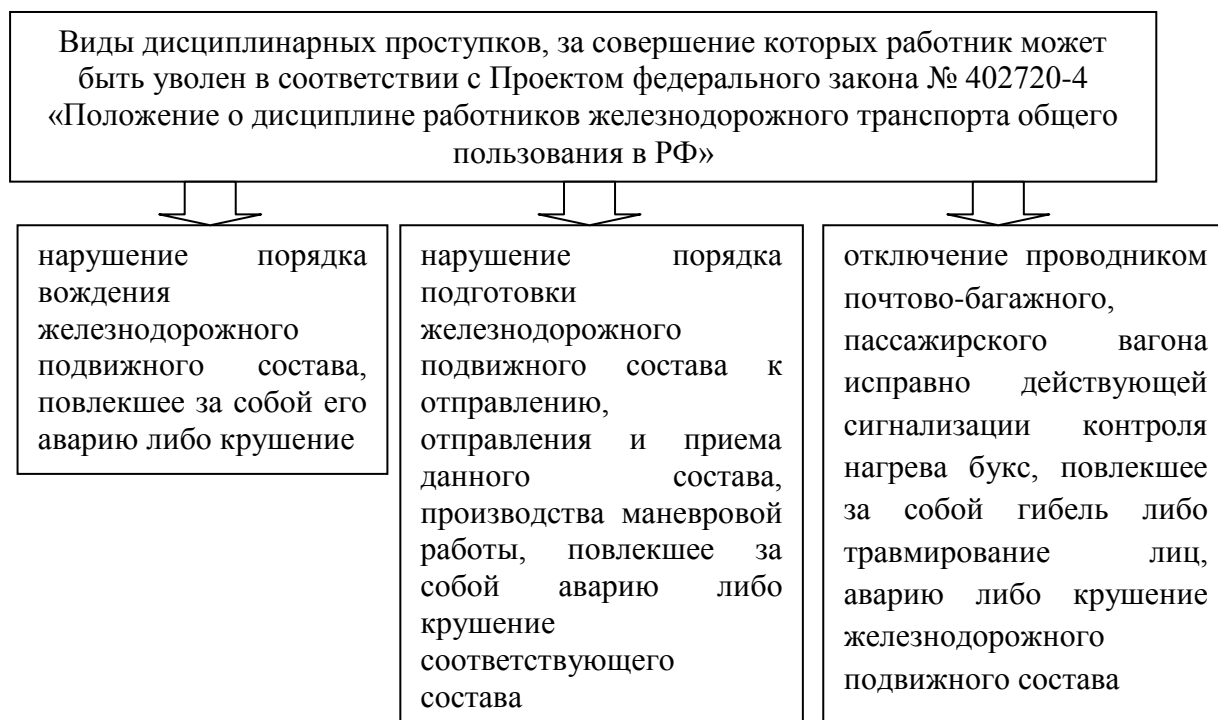 Виды дисциплинарных проступков, за совершение которых работник может
быть уволен в соответствии с Проектом федерального закона № 402720-4
«Положение о дисциплине работников железнодорожного транспорта общего
пользования в РФ»
нарушение порядка
вождения
железнодорожного
подвижного состава,
повлекшее за собой его
аварию либо крушение
нарушение порядка
подготовки
железнодорожного
подвижного состава к
отправлению,
отправления и приема
данного состава,
производства маневровой
работы, повлекшее за
собой аварию либо
крушение
соответствующего
состава
отключение проводником
почтово-багажного,
пассажирского вагона
исправно действующей
сигнализации контроля
нагрева букс, повлекшее
за собой гибель либо
травмирование лиц,
аварию либо крушение
железнодорожного
подвижного состава